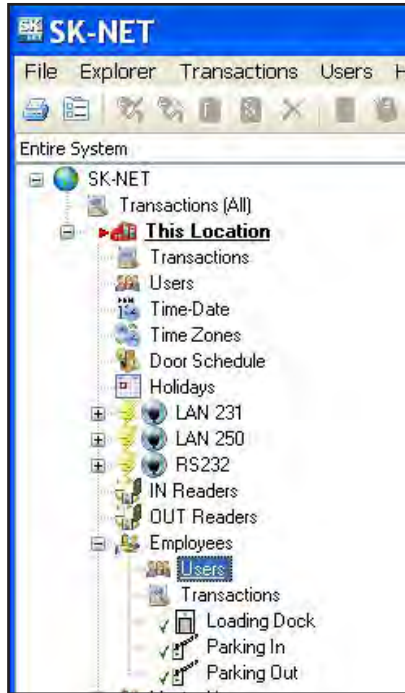 SK-NET
File Explorer Transactions Users
Entire System
SK-NET
Transactions (All)
This Location
Transactions
Users
Time-Date
Time Zones
Door Schedule
Holidays
LAN 231
LAN 250
RS232
IN Readers
OUT Readers
Employees
Users
Transactions
Loading Dock
Parking In
Parking Out